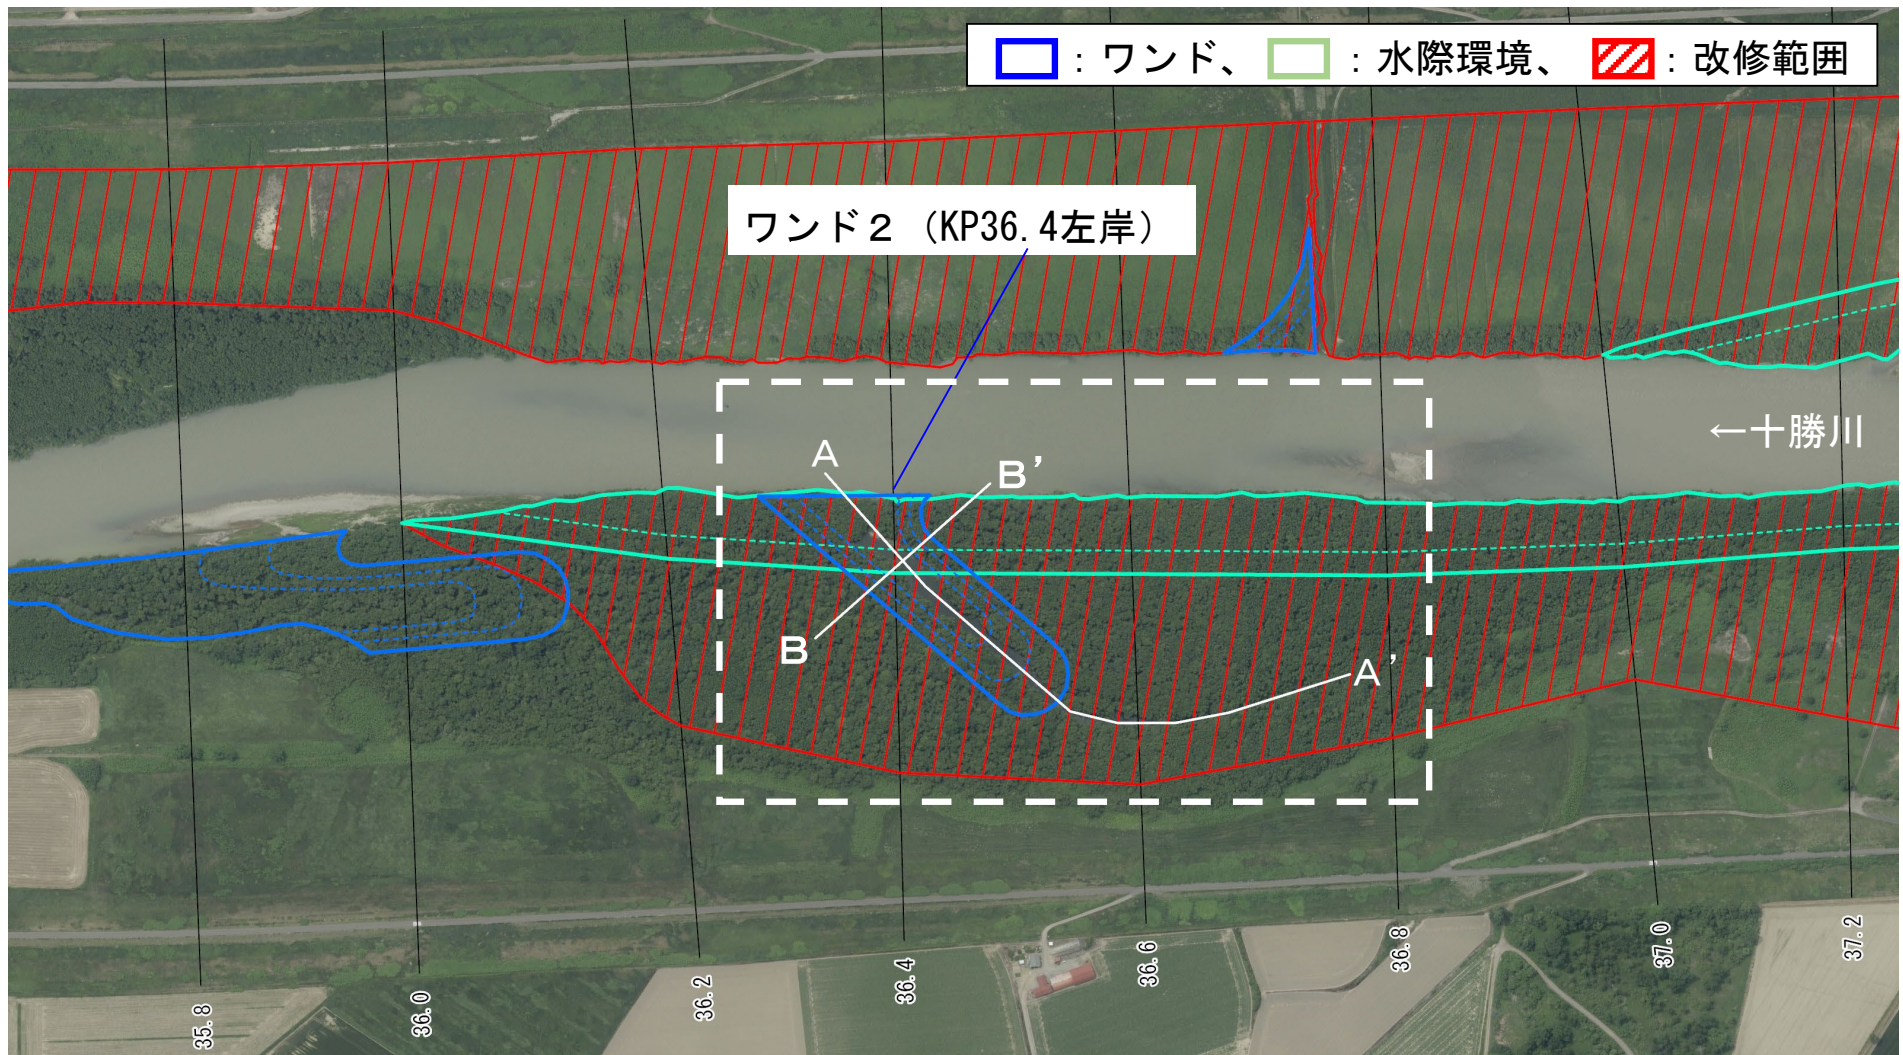 ：ワンド、 ：水際環境、 ：改修範囲
ワンド２（KP36.4左岸）
←十勝川
A
B’
B
A’
35.8
36.0
36.2
36.4
36.6
36.8
37.0
37.2